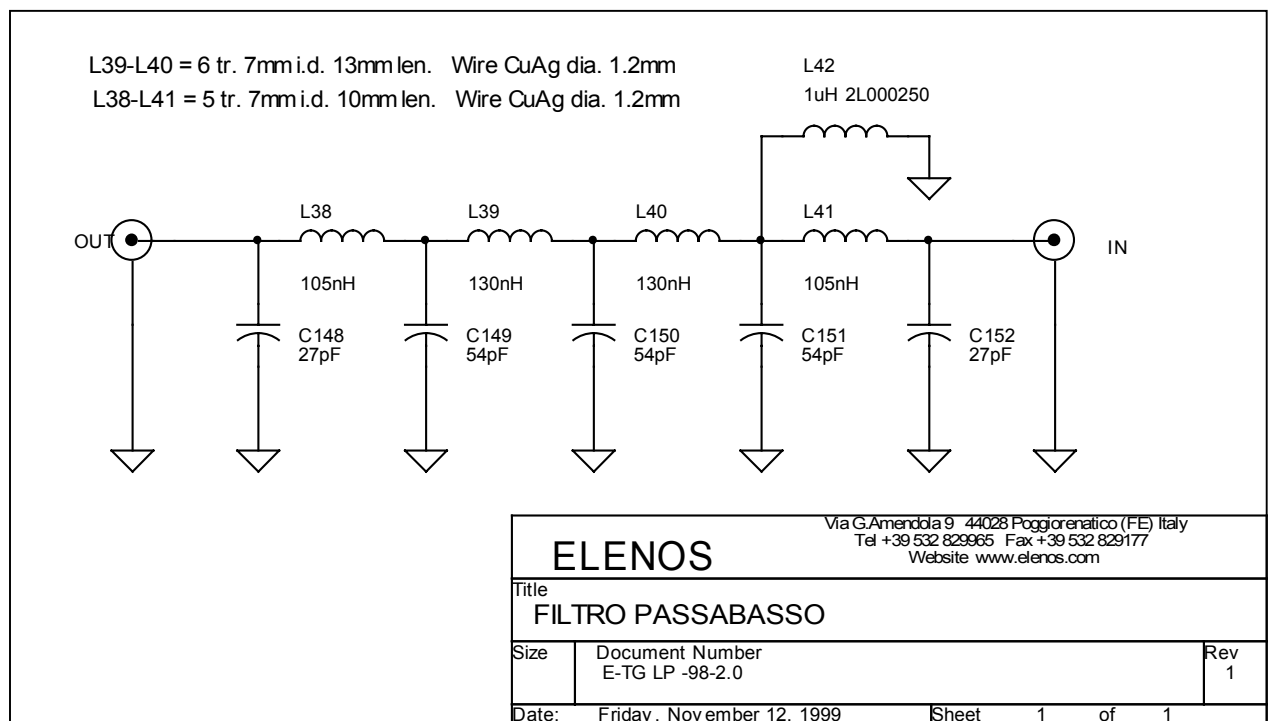 L39-L40 = 6 tr. 7mm i.d. 13mm len. Wire CuAg dia. 1.2mm
L38-L41 = 5 tr. 7mm i.d. 10mm len. Wire CuAg dia. 1.2mm
L42
1uH 2L000250
L38
L39
L40
L41
OUT
IN
105nH
130nH
130nH
105nH
C148
27pF
C149
54pF
C150
54pF
C151
54pF
C152
27pF
ELENOS
Via G.Amendola 9 44028 Poggiorenatico (FE) Italy
Tel +39 532 829965 Fax +39 532 829177
Website www.elenos.com
Title
FILTRO PASSABASSO
Size
Document Number
Rev
E-TG LP -98-2.0
1
Date:
Friday, November 12, 1999
Sheet 1 of 1